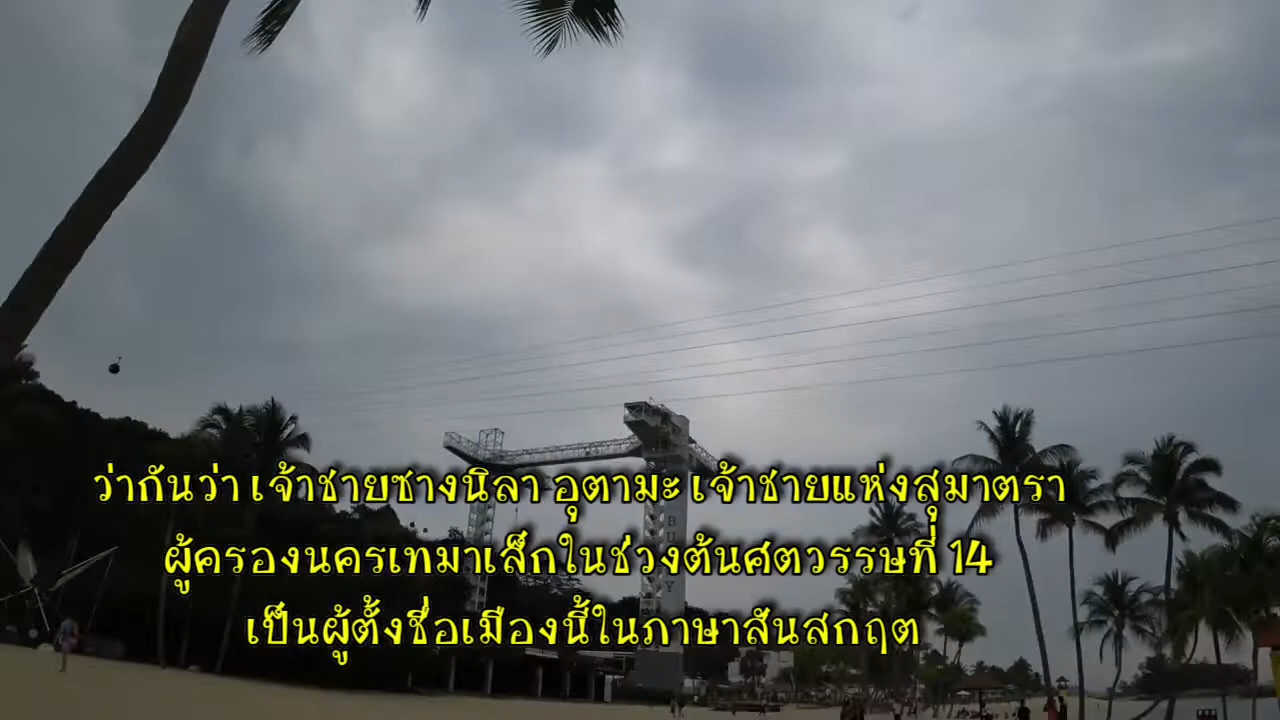 ว่ากันว่า เจ้าชายซางนิลา อุตามะ เจ้าชายแห่งสุมาตรา
ผู้ครองนครเทมาเส็กในช่วงต้นศตวรรษที่ 14
เป็นผู้ตั้งชื่อเมืองนี้ในภาษาสันสกฤต